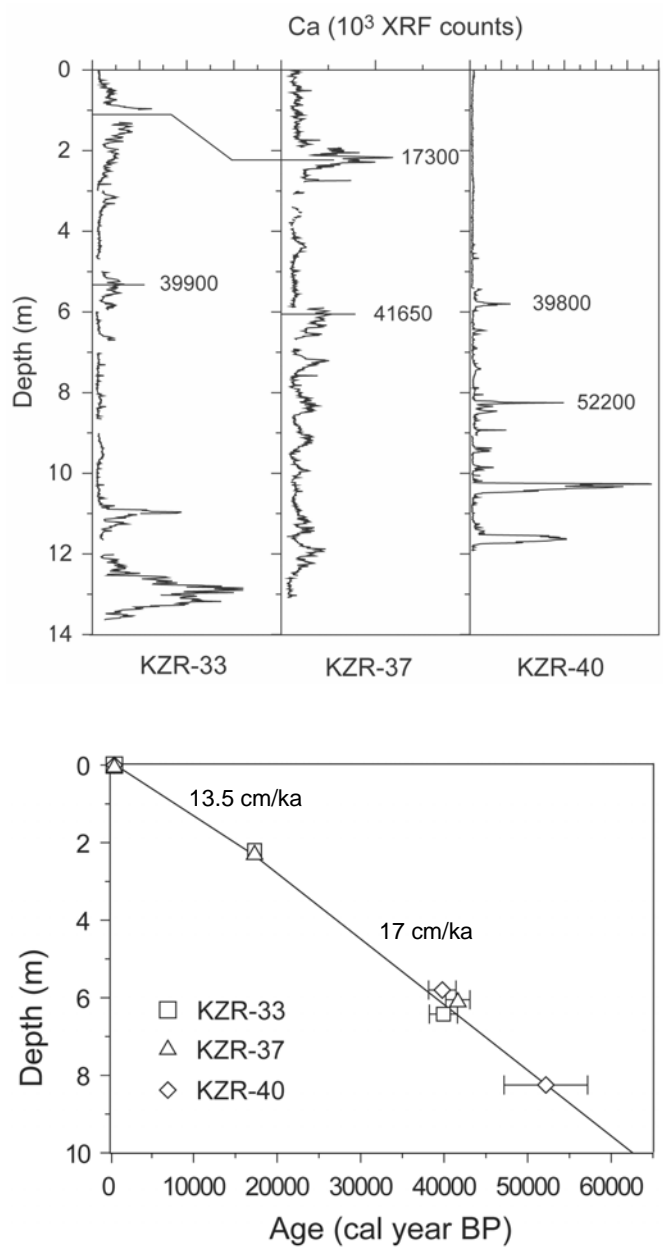 Ca (10³ XRF counts)
0
2
4
6
8
10
12
14
Depth (m)
17300
39900
41650
39800
52200
KZR-33 KZR-37 KZR-40
0
2
4
6
8
10
Depth (m)
13.5 cm/ka
17 cm/ka
KZR-33
KZR-37
KZR-40
0 10000 20000 30000 40000 50000 60000
Age (cal year BP)